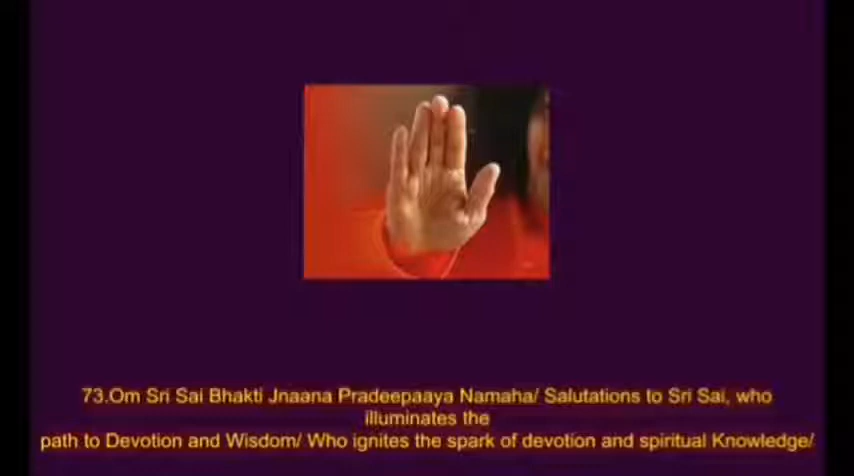 73.Om Sri Sai Bhakti Jnaana Pradeepaaya Namaha/ Salutations to Sri Sai, who
illuminates the
path to Devotion and Wisdom/ Who ignites the spark of devotion and spiritual Knowledge/